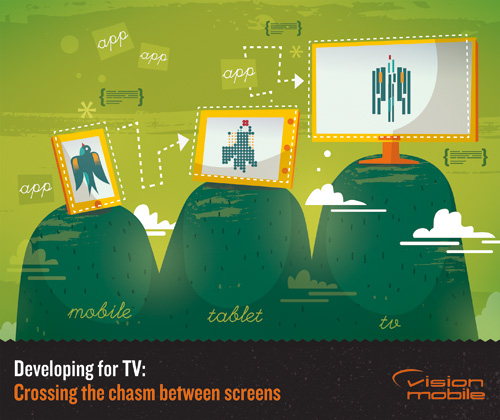 app
app
app
app
mobile
tablet
tv
Developing for TV:
Crossing the chasm between screens
vision
mobile